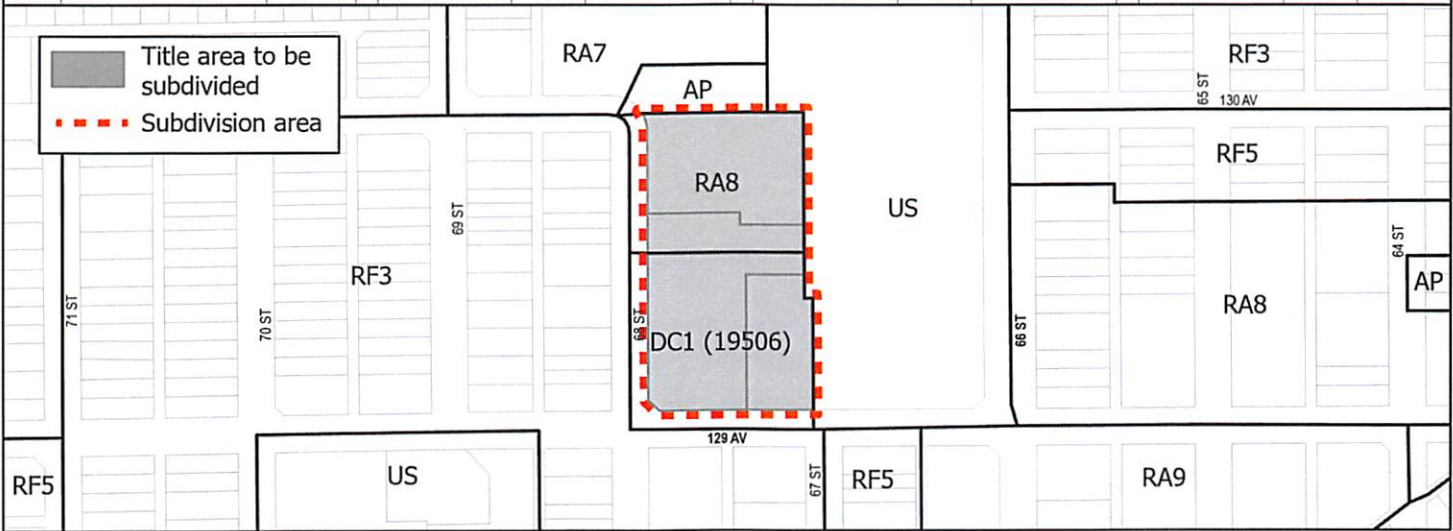 Title area to be
subdivided
Subdivision area
RA7
AP
RF3
65 ST
130 AV
RF5
RA8
US
69 ST
64 ST
RF3
AP
71 ST
70 ST
68 ST
DC1 (19506)
66 ST
RA8
129 AV
RF5
US
67 ST
RF5
RA9